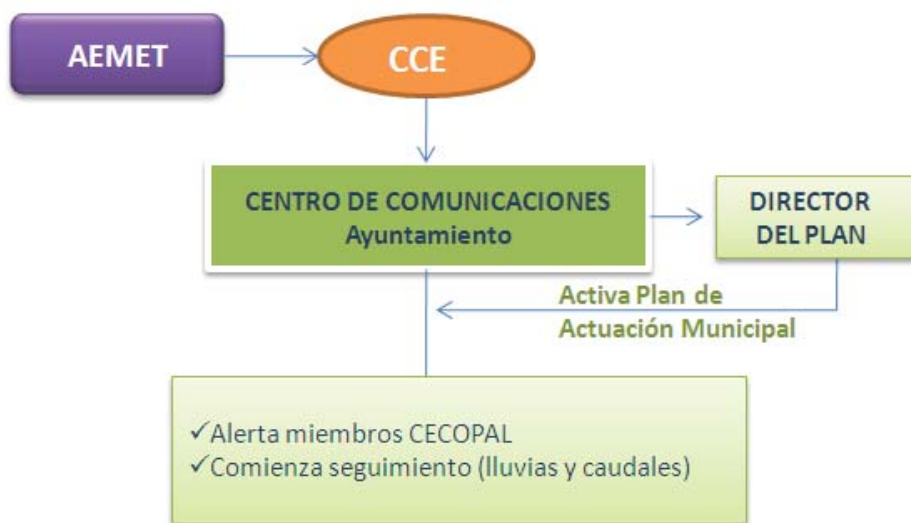 AEMET
CCE
CENTRO DE COMUNICACIONES
Ayuntamiento
DIRECTOR
DEL PLAN
Activa Plan de
Actuación Municipal
✓Alerta miembros CECOPAL
✓Comienza seguimiento (lluvias y caudales)